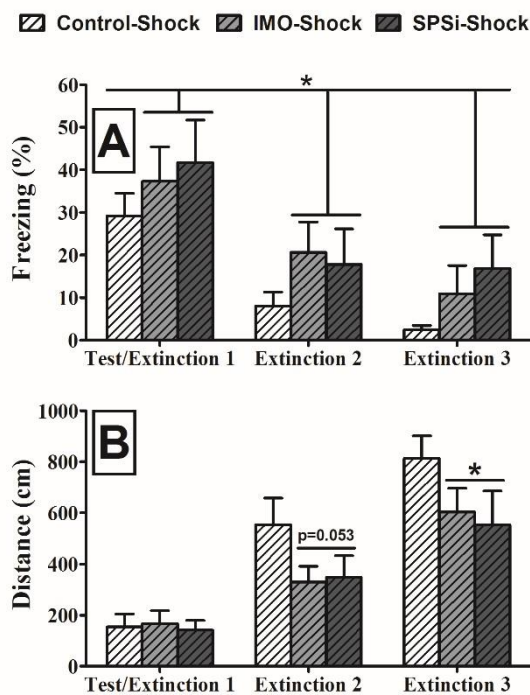 Control-Shock IMO-Shock SPSi-Shock
*
60
50
40
30
20
10
0
Freezing (%)
A
Test/Extinction 1 Extinction 2 Extinction 3
1000
800
600
400
200
0
Distance (cm)
B
p=0.053
*
Test/Extinction 1 Extinction 2 Extinction 3